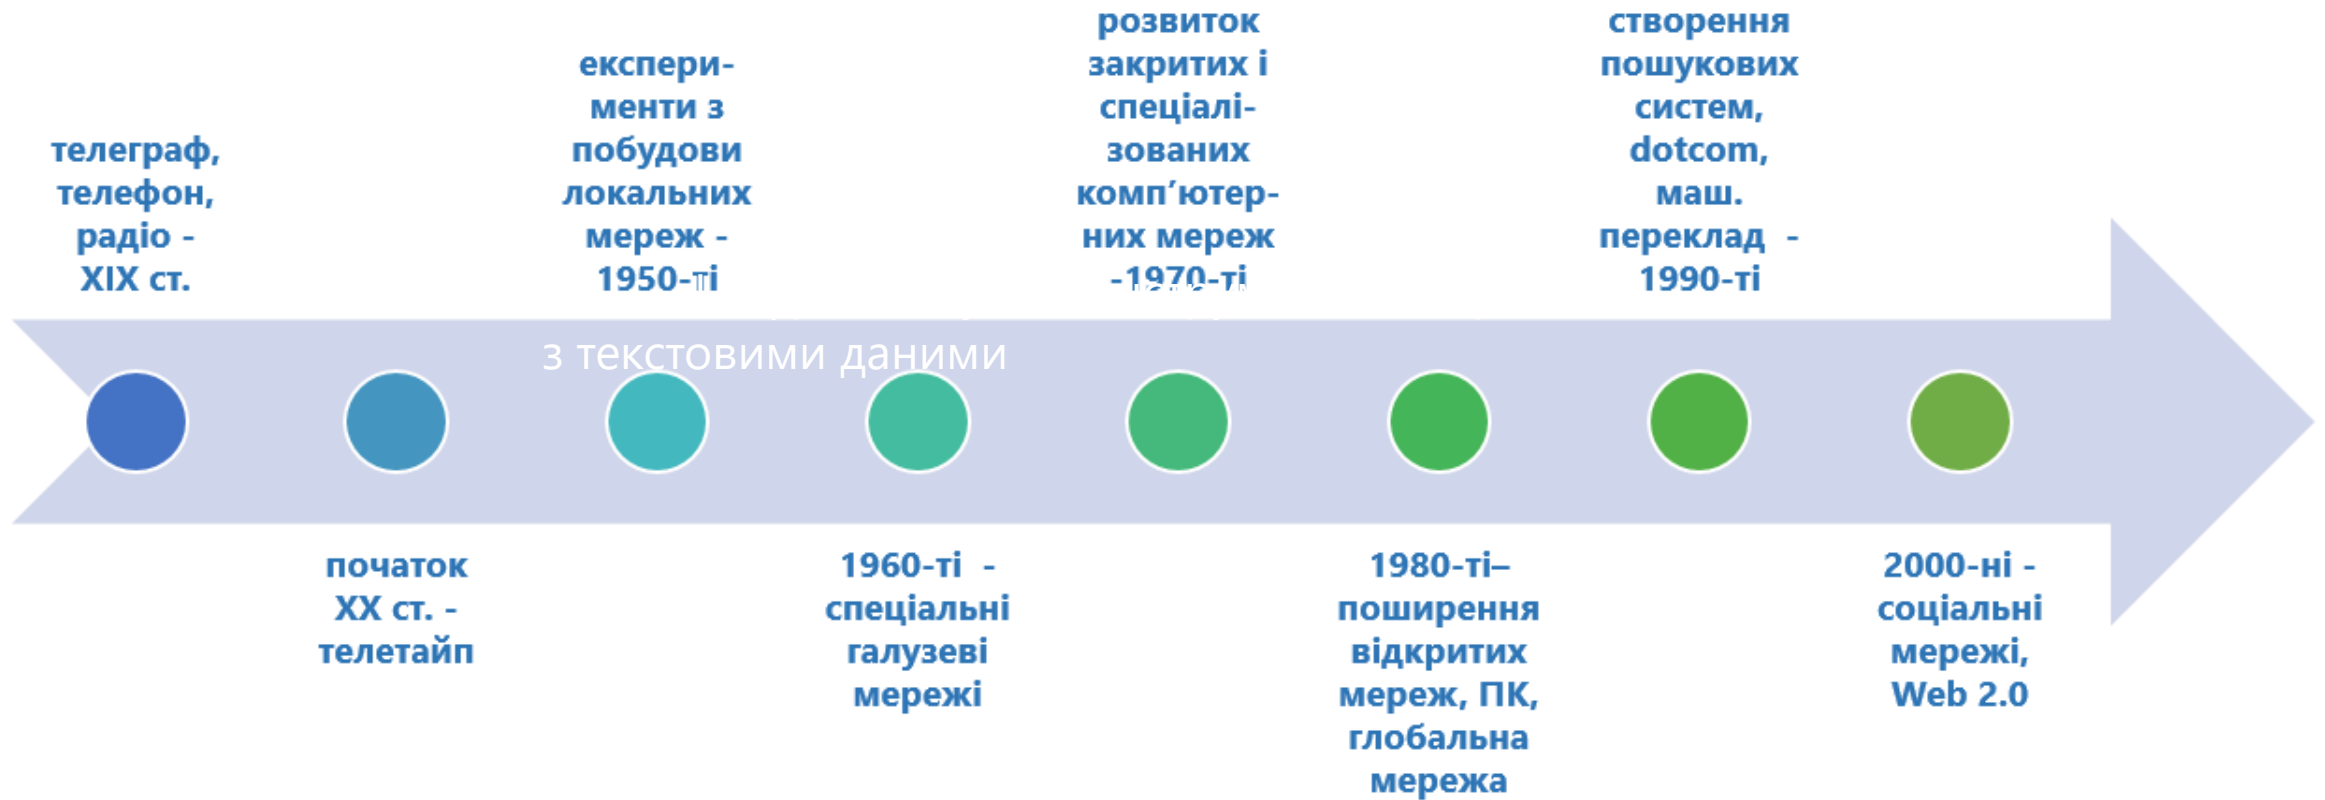 телеграф,
телефон,
радіо -
XIX ст.
початок
XX ст. -
телетайп
експери-
менти з
побудови
локальних
мереж -
1950-ті
1960-ті -
спеціальні
галузеві
мережі
розвиток
закритих і
спеціалі-
зованих
комп’ютер-
них мереж
-1970-ті
1980-ті–
поширення
відкритих
мереж, ПК,
глобальна
мережа
створення
пошукових
систем,
dotcom,
маш.
переклад -
1990-ті
2000-ні -
соціальні
мережі,
Web 2.0
з текстовими даними